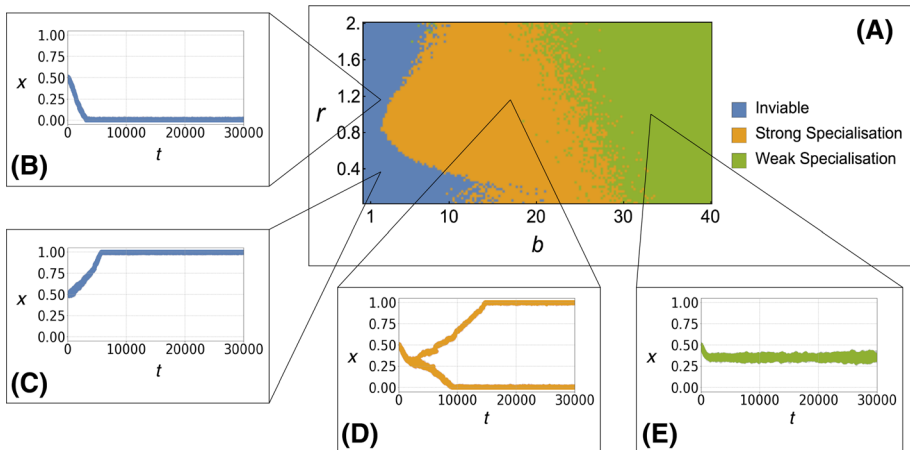 (A)
2.
1.6
1.2
0.8
0.4
r
1 10 20 30 40
b
Inviable
Strong Specialisation
Weak Specialisation
(B)
1.00
0.75
0.50
0.25
0.00
x
0 10000 20000 30000
t
(C)
1.00
0.75
0.50
0.25
0.00
x
0 10000 20000 30000
t
(D)
1.00
0.75
0.50
0.25
0.00
x
0 10000 20000 30000
t
(E)
1.00
0.75
0.50
0.25
0.00
x
0 10000 20000 30000
t